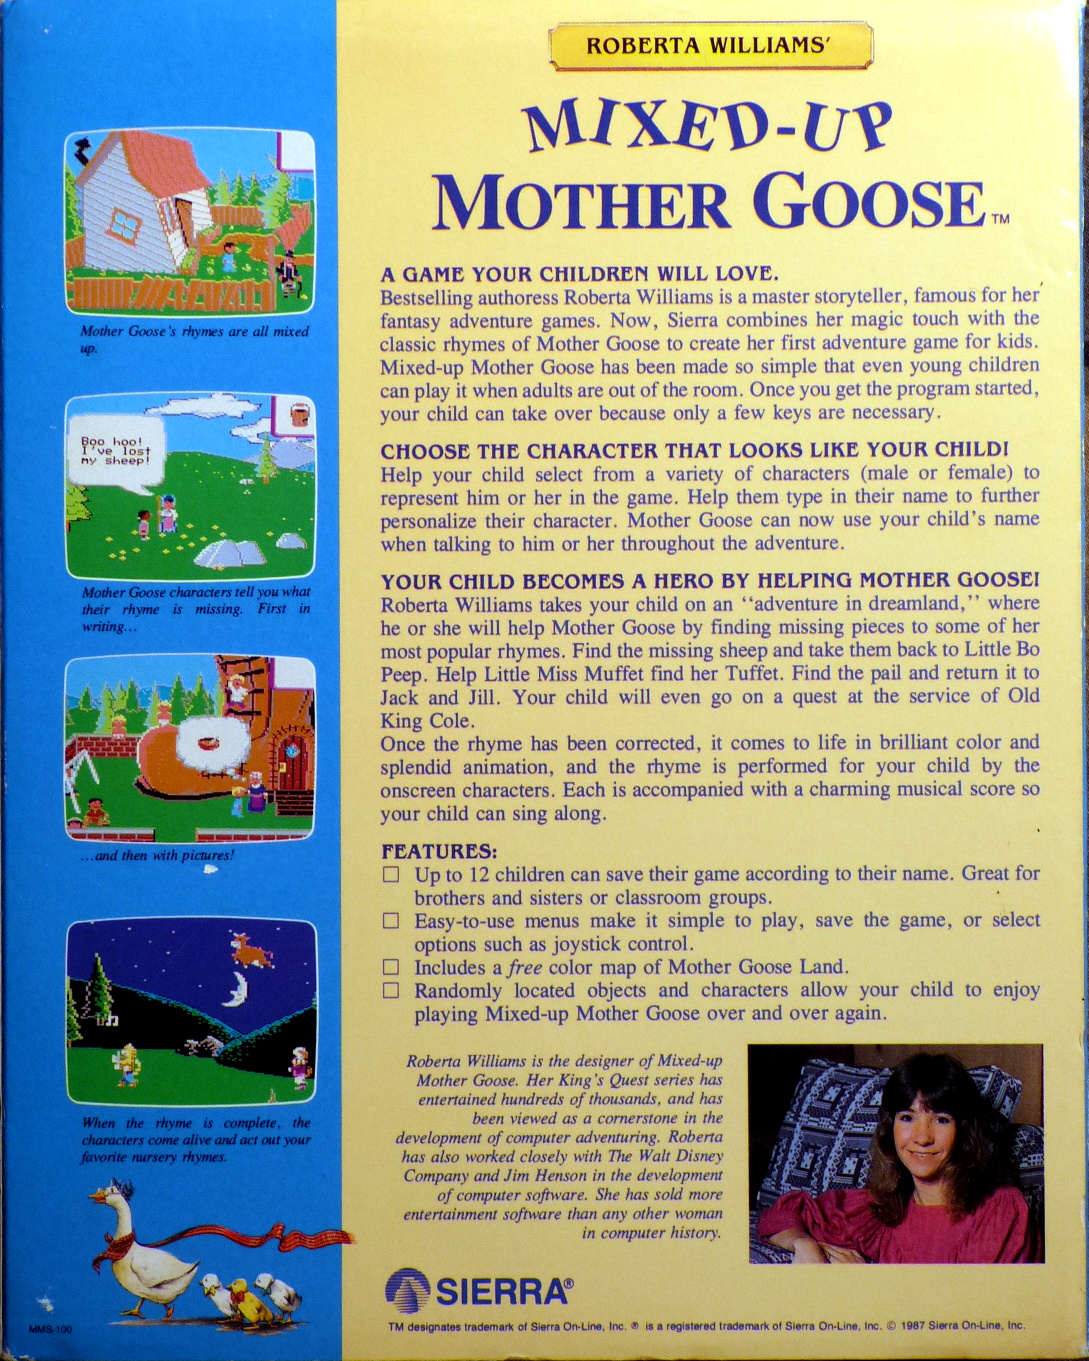 ROBERTA WILLIAMS'
MIXED-UP
MOTHER GOOSE™
A GAME YOUR CHILDREN WILL LOVE.
Bestselling authoress Roberta Williams is a master storyteller, famous for her
fantasy adventure games. Now, Sierra combines her magic touch with the
classic rhymes of Mother Goose to create her first adventure game for kids.
Mixed-up Mother Goose has been made so simple that even young children
can play it when adults are out of the room. Once you get the program started,
your child can take over because only a few keys are necessary.
CHOOSE THE CHARACTER THAT LOOKS LIKE YOUR CHILD!
Help your child select from a variety of characters (male or female) to
represent him or her in the game. Help them type in their name to further
personalize their character. Mother Goose can now use your child's name
when talking to him or her throughout the adventure.
YOUR CHILD BECOMES A HERO BY HELPING MOTHER GOOSE!
Roberta Williams takes your child on an "adventure in dreamland," where
he or she will help Mother Goose by finding missing pieces to some of her
most popular rhymes. Find the missing sheep and take them back to Little Bo
Peep. Help Little Miss Muffet find her Tuffet. Find the pail and return it to
Jack and Jill. Your child will even go on a quest at the service of Old
King Cole.
Once the rhyme has been corrected, it comes to life in brilliant color and
splendid animation, and the rhyme is performed for your child by the
onscreen characters. Each is accompanied with a charming musical score so
your child can sing along.
FEATURES:
☐ Up to 12 children can save their game according to their name. Great for
brothers and sisters or classroom groups.
☐ Easy-to-use menus make it simple to play, save the game, or select
options such as joystick control.
☐ Includes a free color map of Mother Goose Land.
☐ Randomly located objects and characters allow your child to enjoy
playing Mixed-up Mother Goose over and over again.
Roberta Williams is the designer of Mixed-up
Mother Goose. Her King's Quest series has
entertained hundreds of thousands, and has
been viewed as a cornerstone in the
development of computer adventuring. Roberta
has also worked closely with The Walt Disney
Company and Jim Henson in the development
of computer software. She has sold more
entertainment software than any other woman
in computer history.
SIERRA®
TM designates trademark of Sierra On-Line, Inc. ® is a registered trademark of Sierra On-Line, Inc. © 1987 Sierra On-Line, Inc.
Mother Goose's rhymes are all mixed
up.
Boo hoo!
I've lost
my sheep!
Mother Goose characters tell you what
their rhyme is missing. First in
writing...
...and then with pictures!
When the rhyme is complete, the
characters come alive and act out your
favorite nursery rhymes.
MMS-100